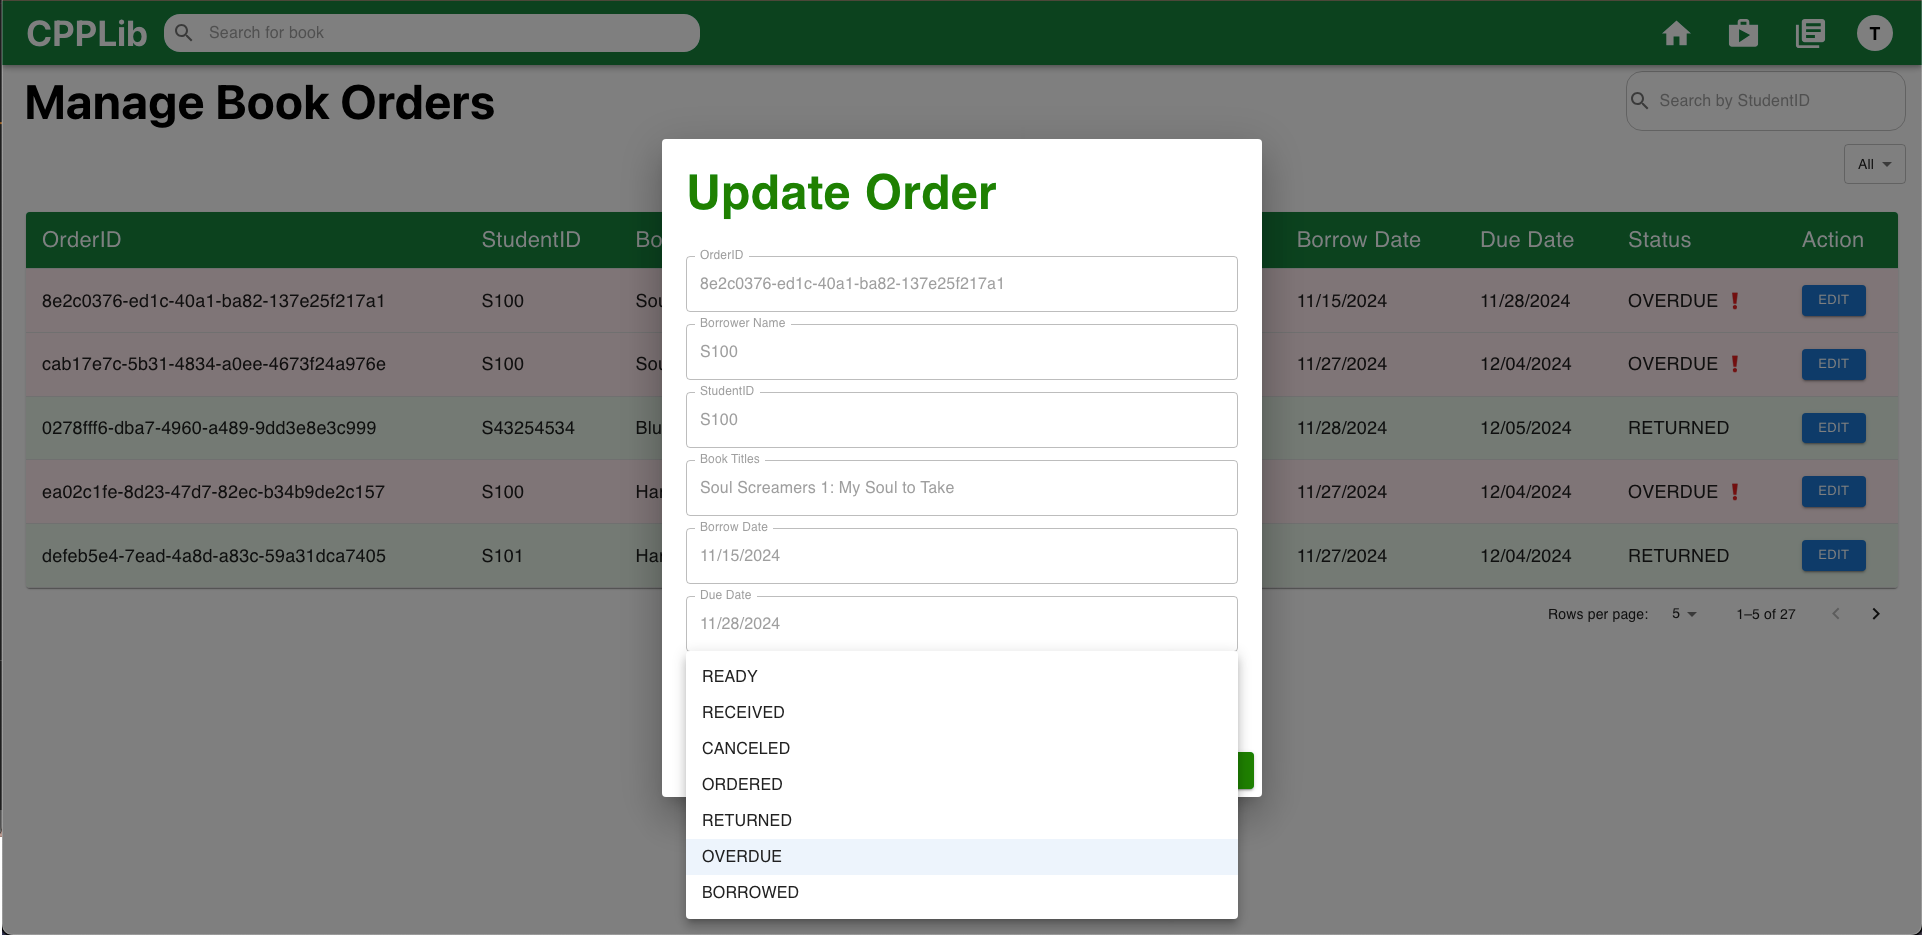 CPPLib
Search for book
T
Manage Book Orders
Search by StudentID
All
OrderID StudentID Borrow Date Due Date Status Action
8e2c0376-ed1c-40a1-ba82-137e25f217a1 S100 11/15/2024 11/28/2024 OVERDUE ❗ EDIT
cab17e7c-5b31-4834-a0ee-4673f24a976e S100 11/27/2024 12/04/2024 OVERDUE ❗ EDIT
0278fff6-dba7-4960-a489-9dd3e8e3c999 S43254534 Blu 11/28/2024 12/05/2024 RETURNED EDIT
ea02c1fe-8d23-47d7-82ec-b34b9de2c157 S100 Har 11/27/2024 12/04/2024 OVERDUE ❗ EDIT
defeb5e4-7ead-4a8d-a83c-59a31dca7405 S101 Har 11/27/2024 12/04/2024 RETURNED EDIT
Rows per page: 5 1–5 of 27
Update Order
OrderID
8e2c0376-ed1c-40a1-ba82-137e25f217a1
Borrower Name
S100
StudentID
S100
Book Titles
Soul Screamers 1: My Soul to Take
Borrow Date
11/15/2024
Due Date
11/28/2024
READY
RECEIVED
CANCELED
ORDERED
RETURNED
OVERDUE
BORROWED